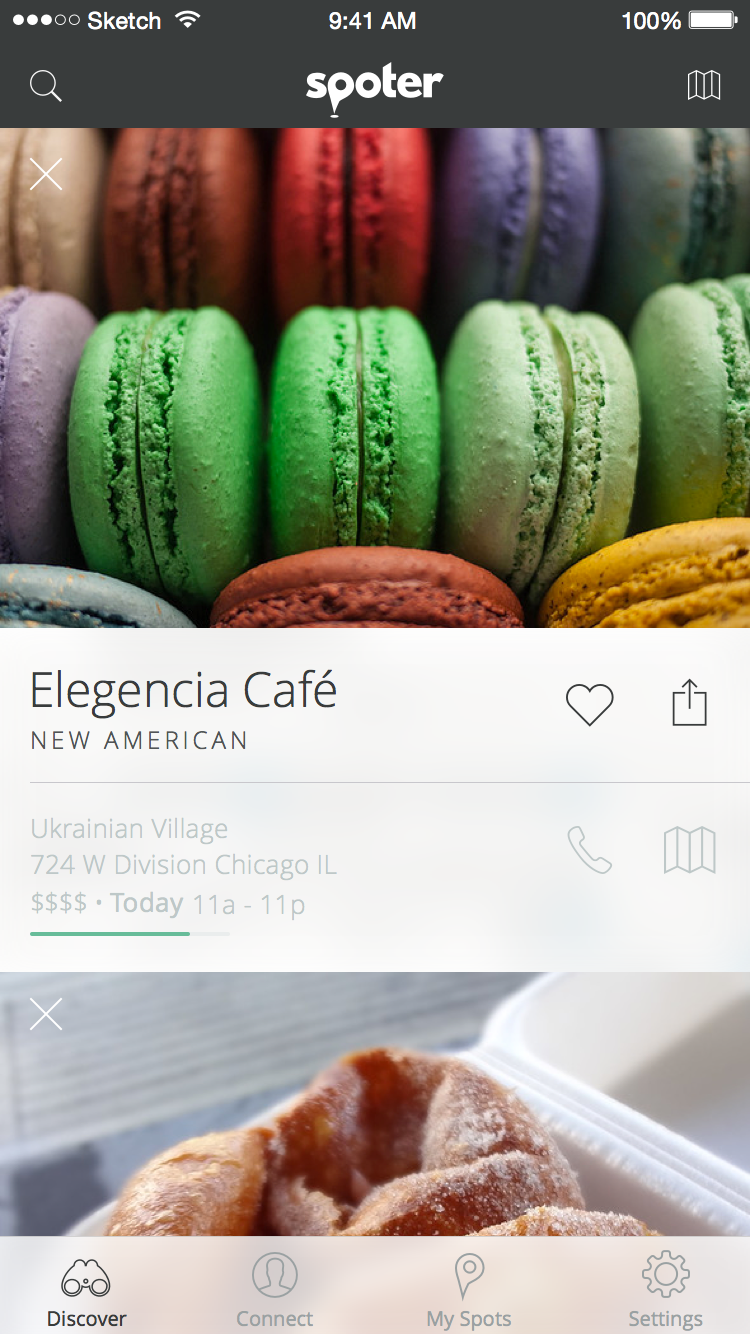 Sketch 9:41 AM 100%
spoter
Elegencia Café
NEW AMERICAN
Ukrainian Village
724 W Division Chicago IL
$$$$ • Today 11a - 11p
Discover Connect My Spots Settings